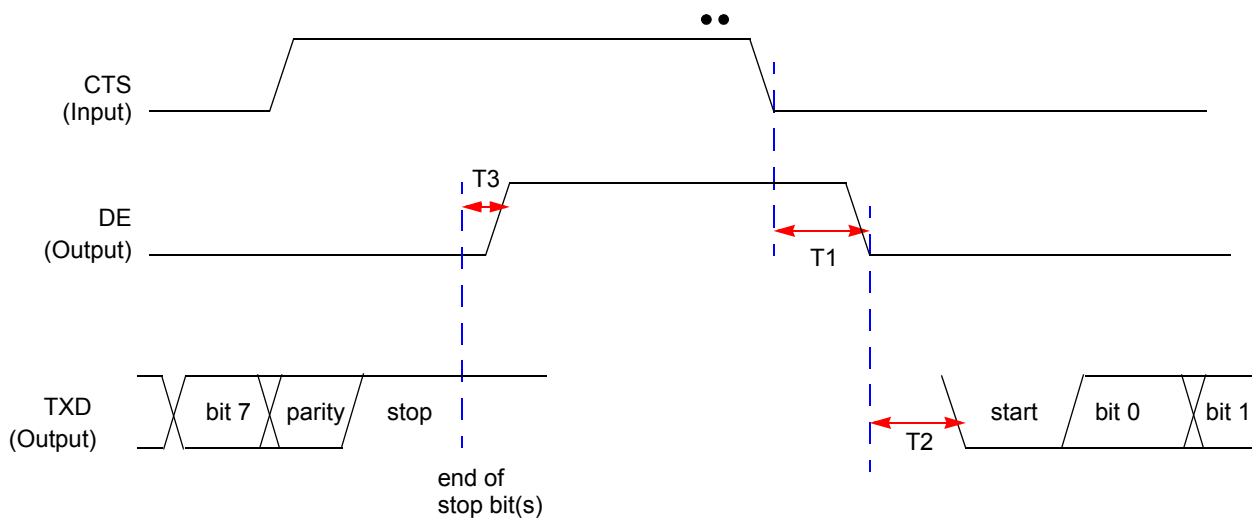 CTS
(Input)
T3
DE
(Output)
T1
TXD
(Output)
bit 7
parity
stop
T2
start
bit 0
bit 1
end of
stop bit(s)